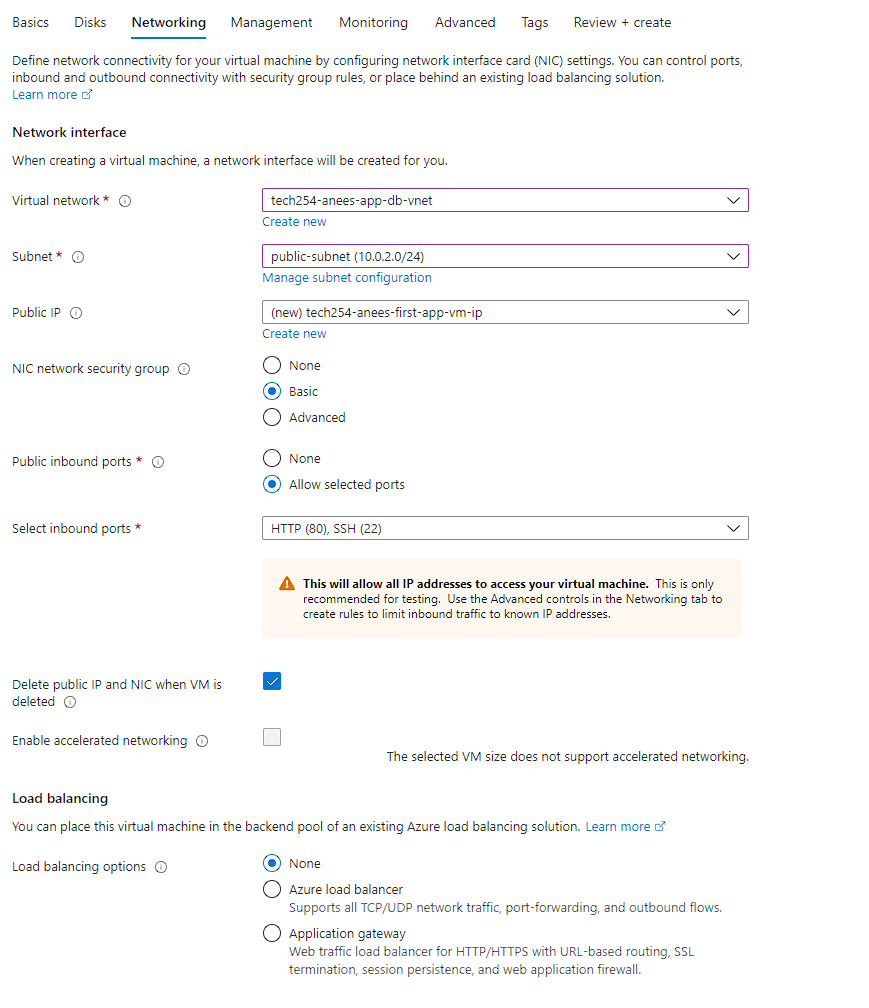 Basics Disks Networking Management Monitoring Advanced Tags Review + create
Define network connectivity for your virtual machine by configuring network interface card (NIC) settings. You can control ports,
inbound and outbound connectivity with security group rules, or place behind an existing load balancing solution.
Learn more
Network interface
When creating a virtual machine, a network interface will be created for you.
Virtual network *
tech254-anees-app-db-vnet
Create new
Subnet *
public-subnet (10.0.2.0/24)
Manage subnet configuration
Public IP
(new) tech254-anees-first-app-vm-ip
Create new
NIC network security group
None
Basic
Advanced
Public inbound ports *
None
Allow selected ports
Select inbound ports *
HTTP (80), SSH (22)
This will allow all IP addresses to access your virtual machine. This is only
recommended for testing. Use the Advanced controls in the Networking tab to
create rules to limit inbound traffic to known IP addresses.
Delete public IP and NIC when VM is
deleted
Enable accelerated networking
The selected VM size does not support accelerated networking.
Load balancing
You can place this virtual machine in the backend pool of an existing Azure load balancing solution. Learn more
Load balancing options
None
Azure load balancer
Supports all TCP/UDP network traffic, port-forwarding, and outbound flows.
Application gateway
Web traffic load balancer for HTTP/HTTPS with URL-based routing, SSL
termination, session persistence, and web application firewall.